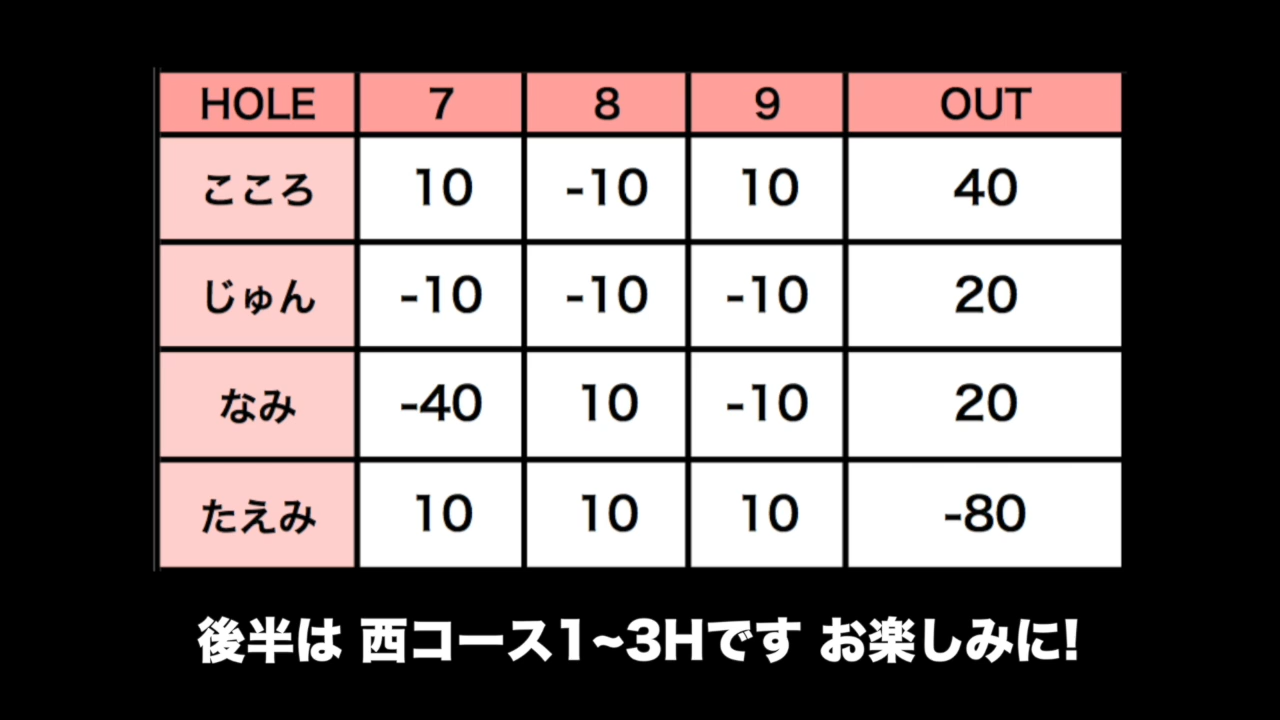 HOLE 7 8 9 OUT
こころ 10 -10 10 40
じゅん -10 -10 -10 20
なみ -40 10 -10 20
たえみ 10 10 10 -80
後半は 西コース1~3Hです お楽しみに!